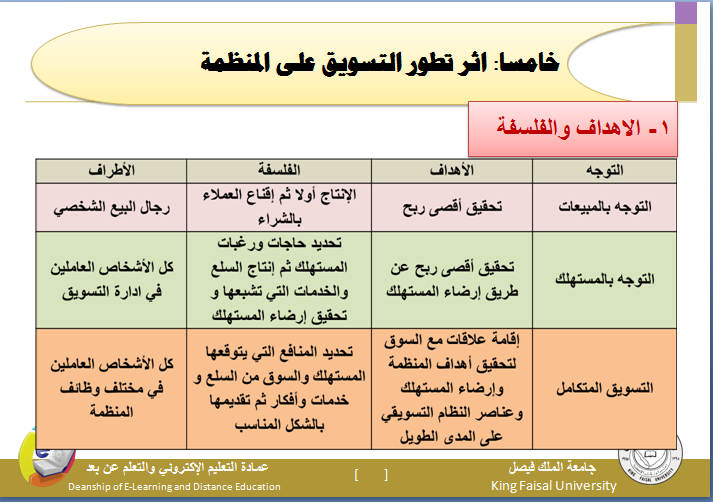 خامسا: اثر تطور التسويق على المنظمة
١- الاهداف والفلسفة
التوجه
الأهداف
الفلسفة
الأطراف
التوجه بالمبيعات
تحقيق أقصى ربح
الإنتاج أولا ثم إقناع العملاء
بالشراء
رجال البيع الشخصي
التوجه بالمستهلك
تحقيق أقصى ربح عن
طريق إرضاء المستهلك
تحديد حاجات ورغبات
المستهلك ثم إنتاج السلع
والخدمات التي تشبعها و
تحقيق إرضاء المستهلك
كل الأشخاص العاملين
في ادارة التسويق
التسويق المتكامل
إقامة علاقات مع السوق
لتحقيق أهداف المنظمة
وإرضاء المستهلك
وعناصر النظام التسويقي
على المدى الطويل
تحديد المنافع التي يتوقعها
المستهلك والسوق من السلع و
خدمات وأفكار ثم تقديمها
بالشكل المناسب
كل الأشخاص العاملين
في مختلف وظائف
المنظمة
جامعة الملك فيصل
King Faisal University
[ ]
عمادة التعليم الإكتروني والتعلم عن بعد
Deanship of E-Learning and Distance Education